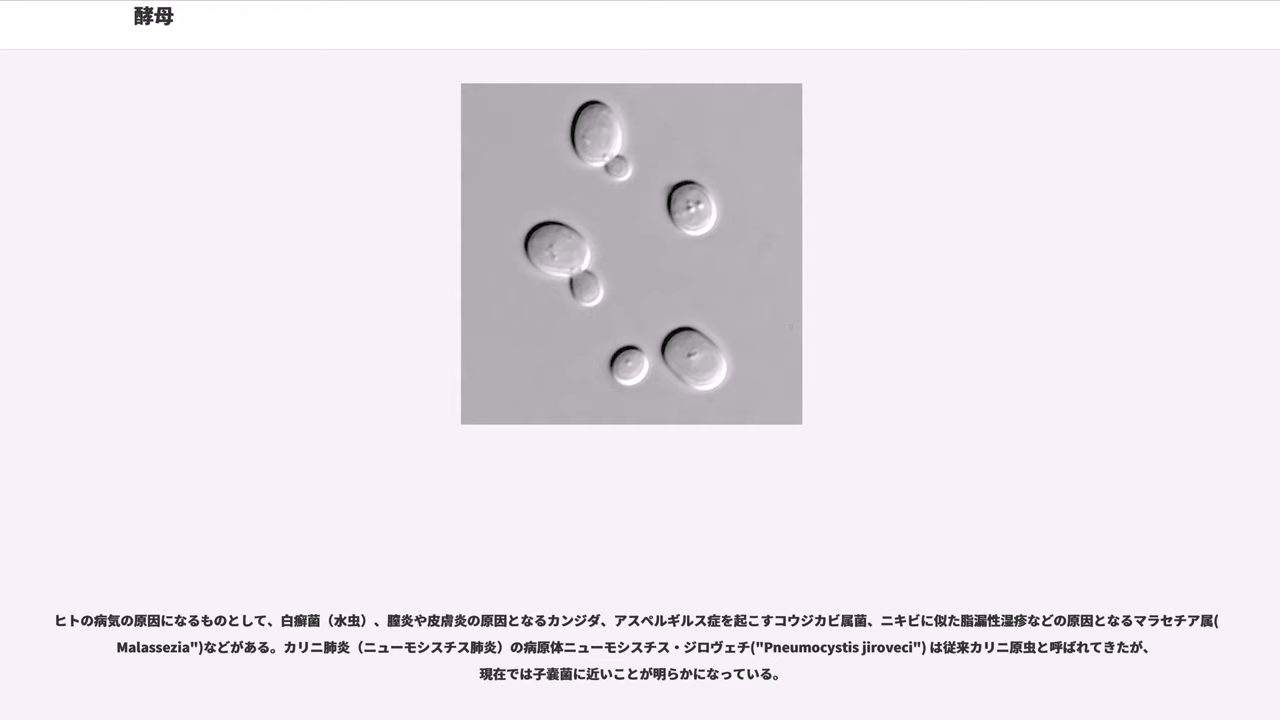 酵母
ヒトの病気の原因になるものとして、白癬菌（水虫）、膣炎や皮膚炎の原因となるカンジダ、アスペルギルス症を起こすコウジカビ属菌、ニキビに似た脂漏性湿疹などの原因となるマラセチア属(
Malassezia")などがある。カリニ肺炎（ニューモシスチス肺炎）の病原体ニューモシスチス・ジロヴェチ("Pneumocystis jiroveci") は従来カリニ原虫と呼ばれてきたが、
現在では子嚢菌に近いことが明らかになっている。